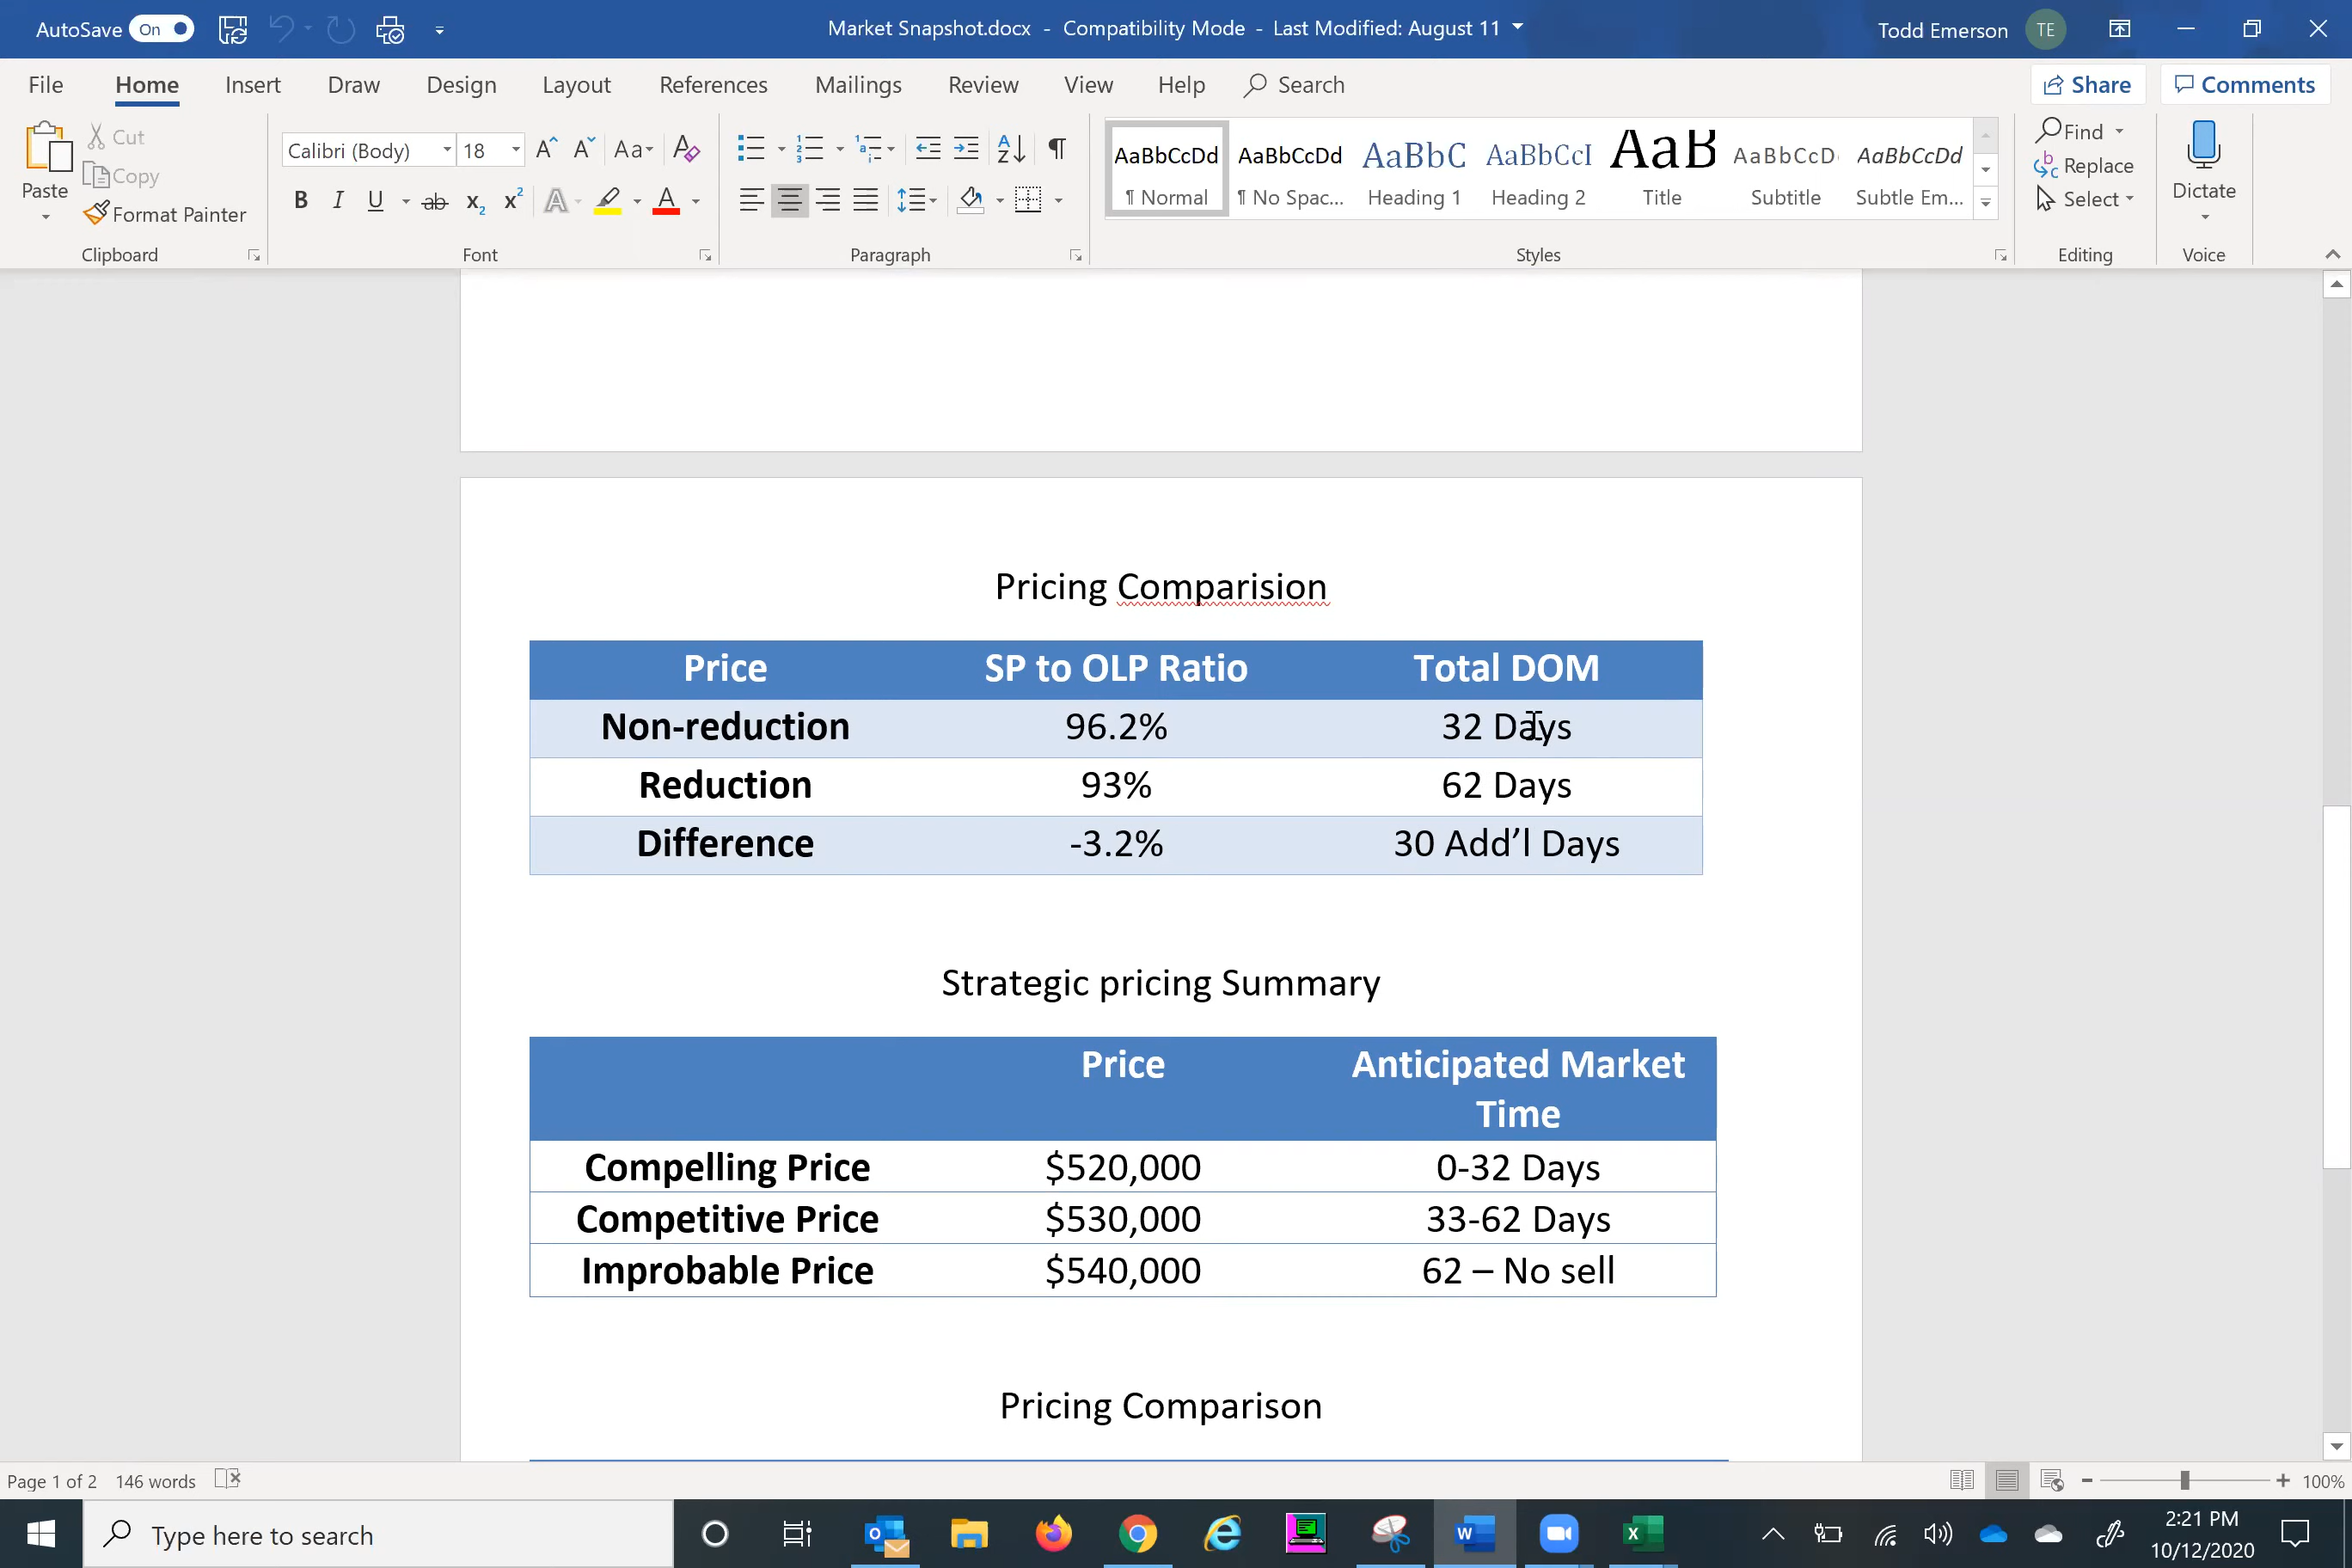 AutoSave On Market Snapshot.docx - Compatibility Mode - Last Modified: August 11 Todd Emerson TE
File Home Insert Draw Design Layout References Mailings Review View Help Search Share Comments
Paste Cut Copy Format Painter
Clipboard
Calibri (Body) 18 Aa
B I U ab x2 x2 A A
Font
Paragraph
AaBbCcDd AaBbCcDd AaBbC AaBbCcI AaB AaBbCcD AaBbCcDd
¶ Normal ¶ No Spac... Heading 1 Heading 2 Title Subtitle Subtle Em...
Styles
Find
Replace
Select
Editing
Dictate
Voice
Pricing Comparision
Price SP to OLP Ratio Total DOM
Non-reduction 96.2% 32 Days
Reduction 93% 62 Days
Difference -3.2% 30 Add’l Days
Strategic pricing Summary
Price Anticipated Market
Time
Compelling Price $520,000 0-32 Days
Competitive Price $530,000 33-62 Days
Improbable Price $540,000 62 – No sell
Pricing Comparison
Page 1 of 2 146 words 100%
Type here to search
2:21 PM
10/12/2020